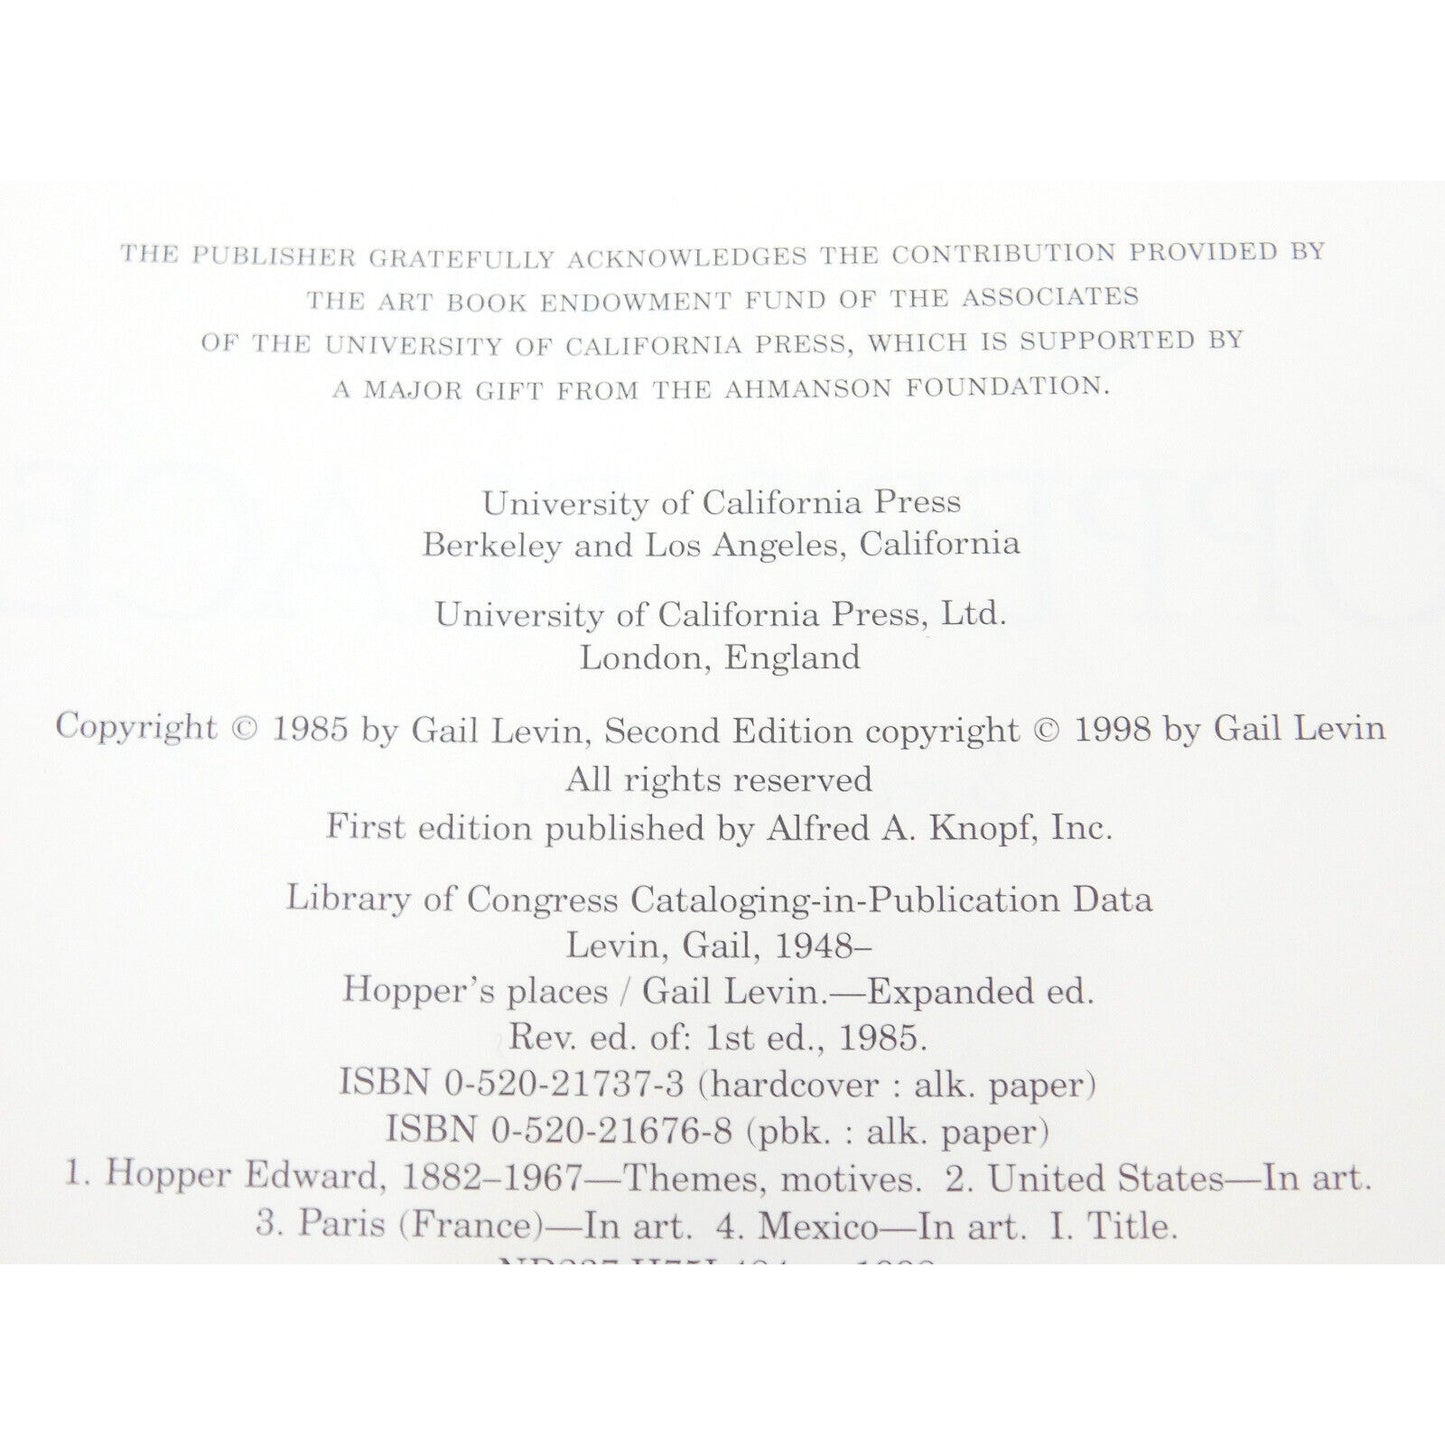 THE PUBLISHER GRATEFULLY ACKNOWLEDGES THE CONTRIBUTION PROVIDED BY
THE ART BOOK ENDOWMENT FUND OF THE ASSOCIATES
OF THE UNIVERSITY OF CALIFORNIA PRESS, WHICH IS SUPPORTED BY
A MAJOR GIFT FROM THE AHMANSON FOUNDATION.
University of California Press
Berkeley and Los Angeles, California
University of California Press, Ltd.
London, England
Copyright © 1985 by Gail Levin, Second Edition copyright © 1998 by Gail Levin
All rights reserved
First edition published by Alfred A. Knopf, Inc.
Library of Congress Cataloging-in-Publication Data
Levin, Gail, 1948–
Hopper's places / Gail Levin.—Expanded ed.
Rev. ed. of: 1st ed., 1985.
ISBN 0-520-21737-3 (hardcover : alk. paper)
ISBN 0-520-21676-8 (pbk. : alk. paper)
1. Hopper Edward, 1882–1967—Themes, motives. 2. United States—In art.
3. Paris (France)—In art. 4. Mexico—In art. I. Title.